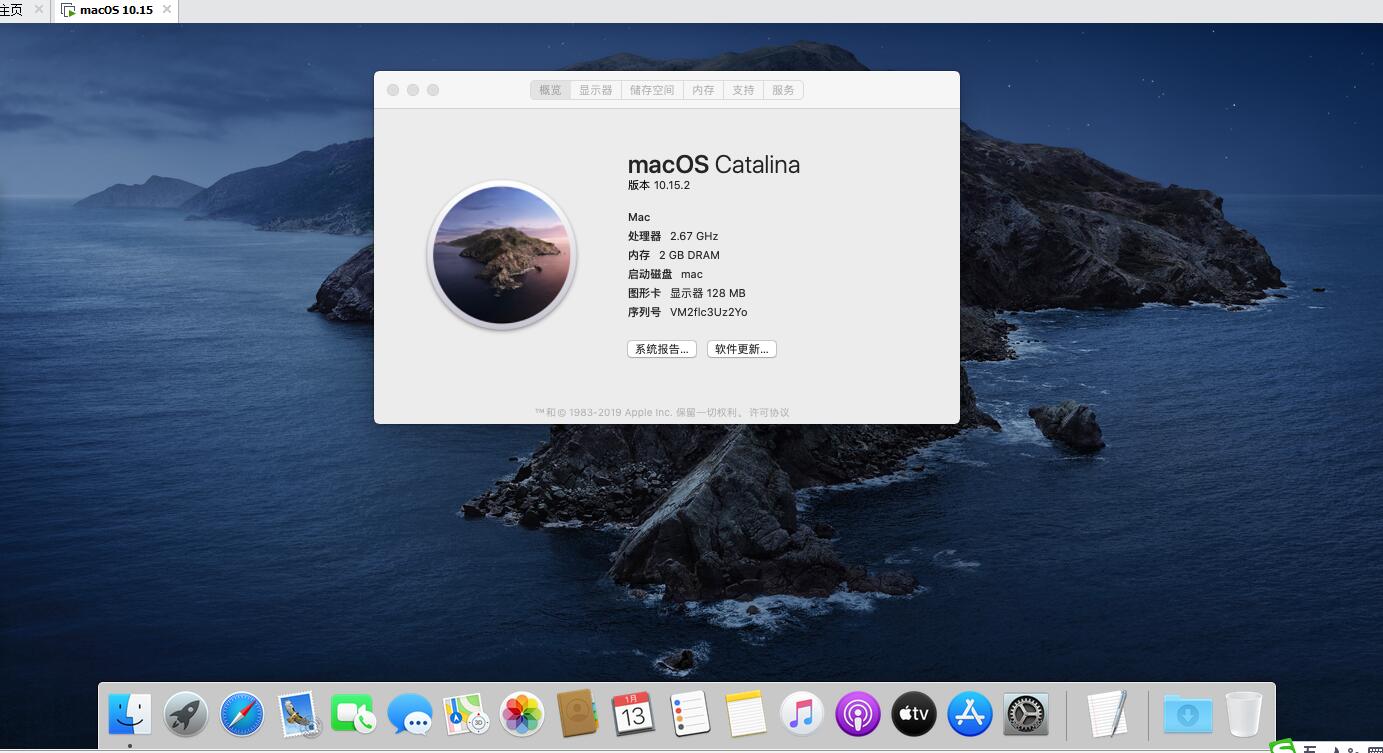 主页
macOS 10.15
概览 显示器 储存空间 内存 支持 服务
macOS Catalina
版本 10.15.2
Mac
处理器 2.67 GHz
内存 2 GB DRAM
启动磁盘 mac
图形卡 显示器 128 MB
序列号 VM2flc3Uz2Yo
系统报告... 软件更新...
™和© 1983-2019 Apple Inc. 保留一切权利。许可协议
1月
13
3D
tv
五